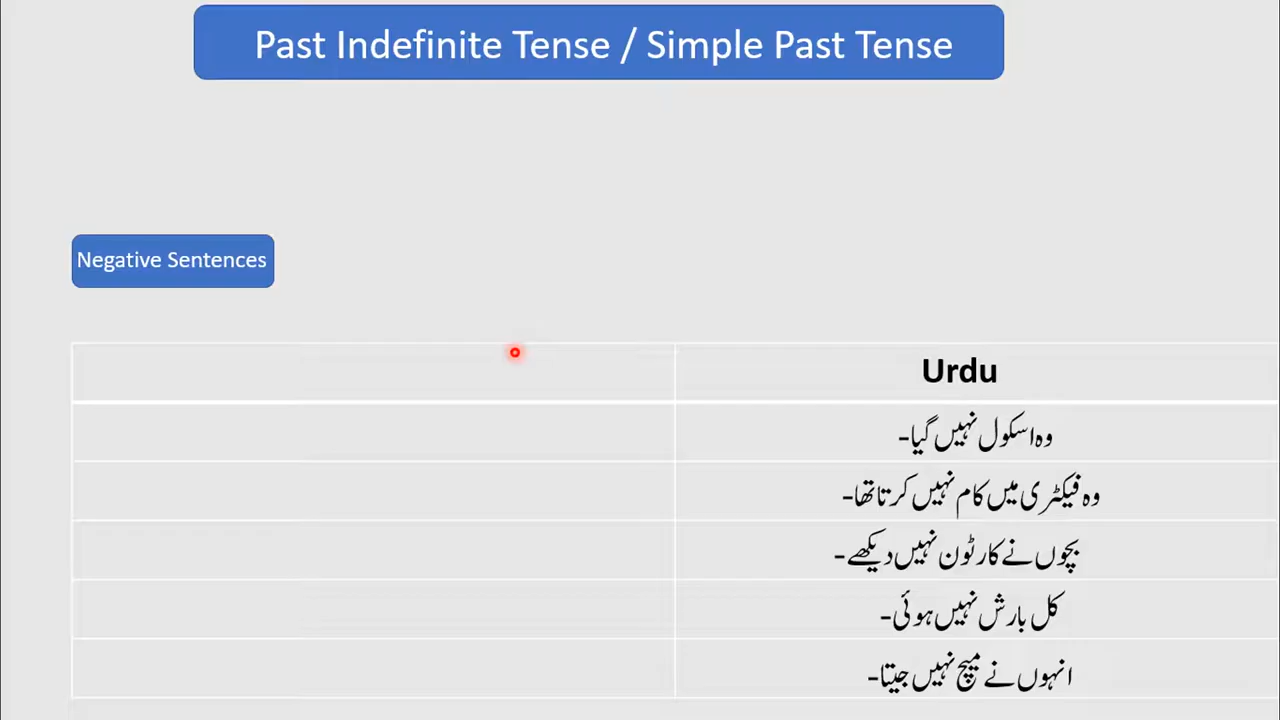 Past Indefinite Tense / Simple Past Tense
Negative Sentences
Urdu
وہ اسکول نہیں گیا-
وہ فیکٹری میں کام نہیں کرتا تھا-
بچوں نے کارٹون نہیں دیکھے-
کل بارش نہیں ہوئی-
انہوں نے میچ نہیں جیتا-